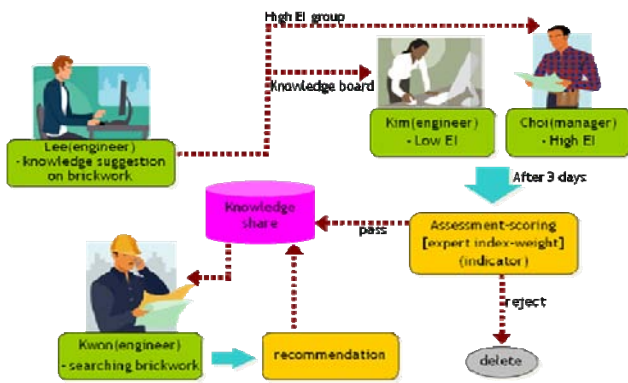 High EI group
Knowledge board
Lee(engineer)
- knowledge suggestion
on brickwork
Kim(engineer)
- Low EI
Choi(manager)
- High EI
After 3 days
Knowledge
share
pass
Assessment-scoring
[expert index-weight]
(indicator)
reject
Kwon(engineer)
- searching brickwork
recommendation
delete